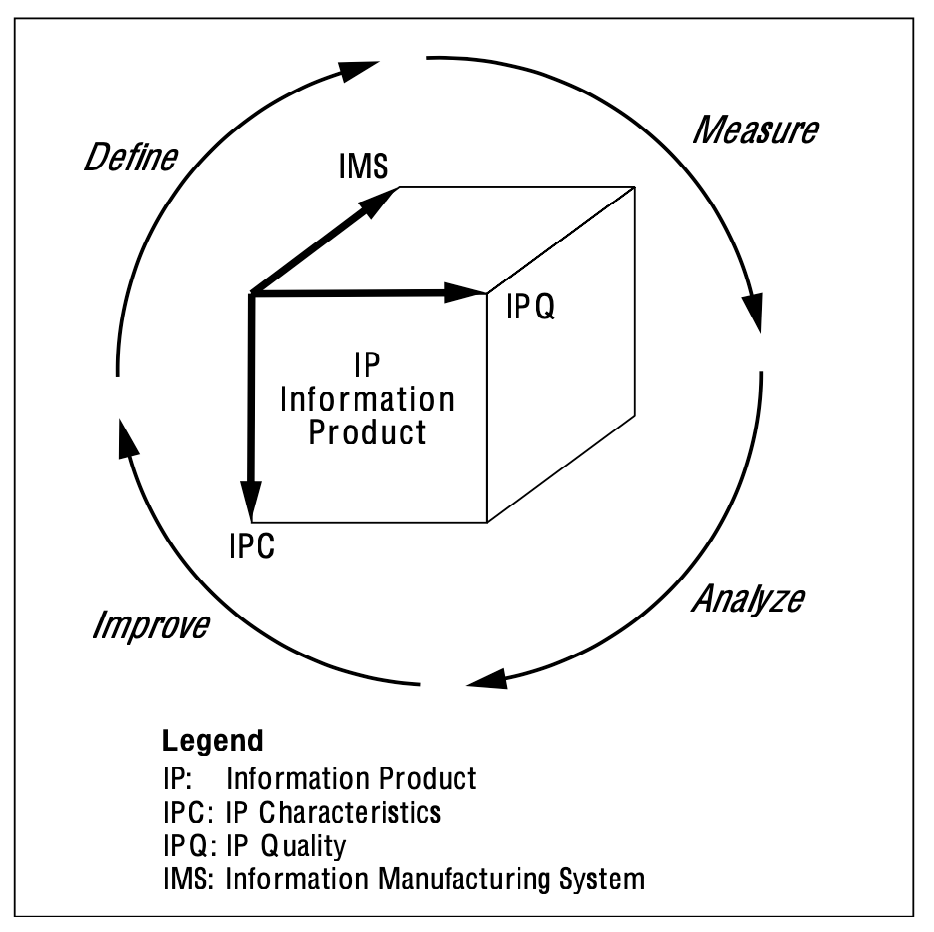 Define
Measure
IMS
IPQ
IP
Information
Product
IPC
Improve
Analyze
Legend
IP: Information Product
IPC: IP Characteristics
IPQ: IP Quality
IMS: Information Manufacturing System